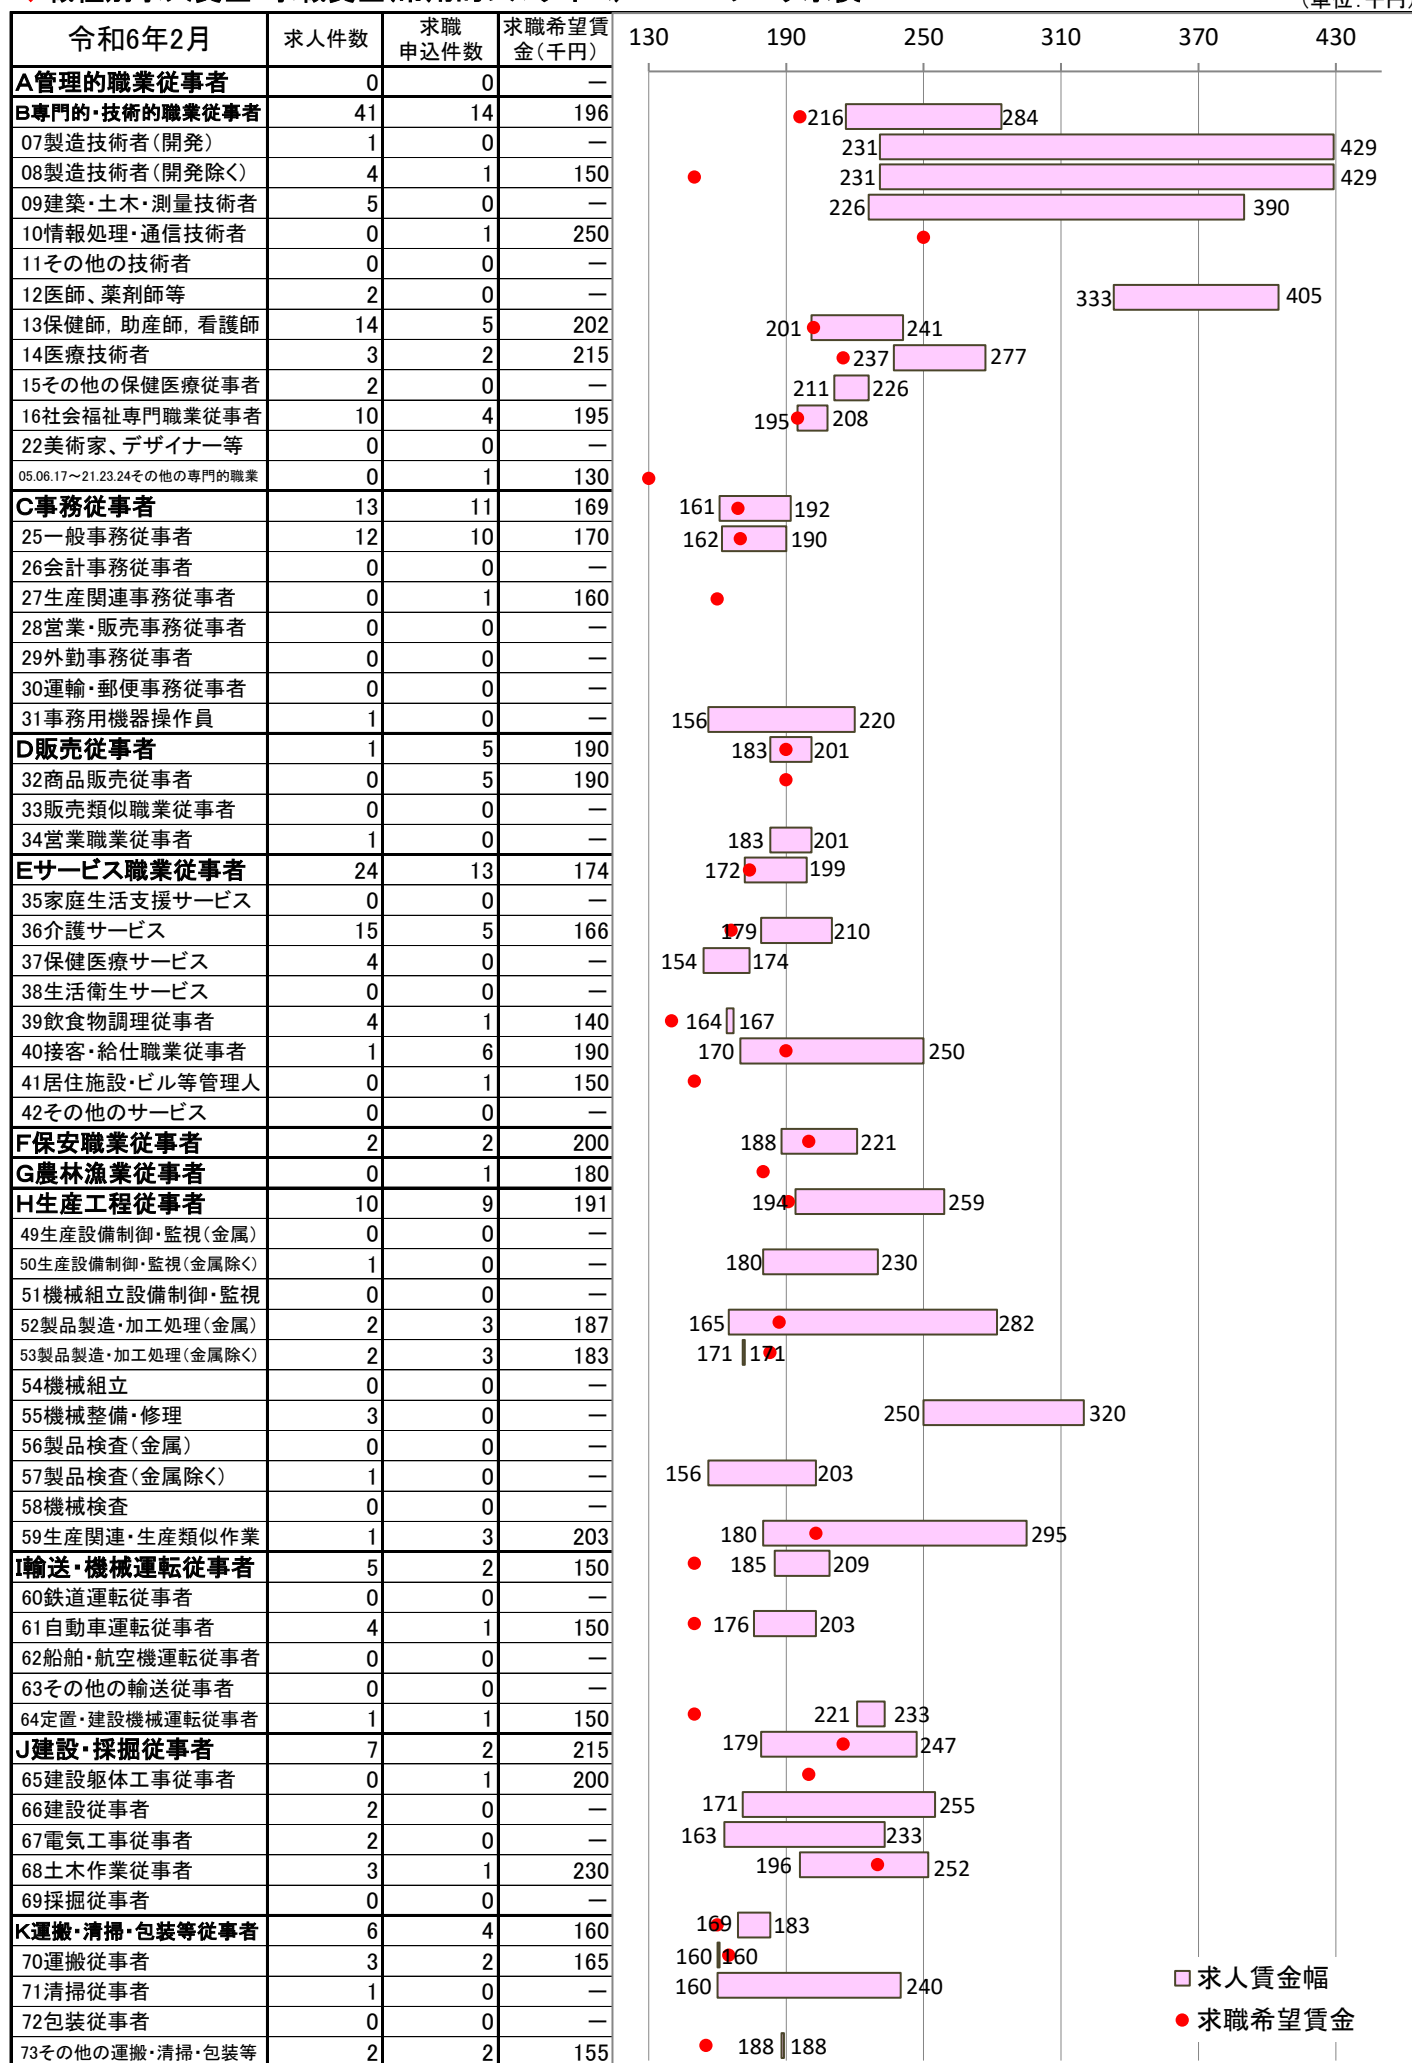 令和6年2月 求人件数 求職申込件数 求職希望賃金(千円) 130 190 250 310 370 430
A管理的職業従事者 0 0 —
B専門的・技術的職業従事者 41 14 196 216 284
07製造技術者(開発) 1 0 — 231 429
08製造技術者(開発除く) 4 1 150 231 429
09建築・土木・測量技術者 5 0 — 226 390
10情報処理・通信技術者 0 1 250
11その他の技術者 0 0 —
12医師、薬剤師等 2 0 — 333 405
13保健師, 助産師, 看護師 14 5 202 201 241
14医療技術者 3 2 215 237 277
15その他の保健医療従事者 2 0 — 211 226
16社会福祉専門職業従事者 10 4 195 195 208
22美術家、デザイナー等 0 0 —
05.06.17～21.23.24その他の専門的職業 0 1 130
C事務従事者 13 11 169 161 192
25一般事務従事者 12 10 170 162 190
26会計事務従事者 0 0 —
27生産関連事務従事者 0 1 160
28営業・販売事務従事者 0 0 —
29外勤事務従事者 0 0 —
30運輸・郵便事務従事者 0 0 —
31事務用機器操作員 1 0 — 156 220
D販売従事者 1 5 190 183 201
32商品販売従事者 0 5 190
33販売類似職業従事者 0 0 —
34営業職業従事者 1 0 — 183 201
Eサービス職業従事者 24 13 174 172 199
35家庭生活支援サービス 0 0 —
36介護サービス 15 5 166 179 210
37保健医療サービス 4 0 — 154 174
38生活衛生サービス 0 0 —
39飲食物調理従事者 4 1 140 164 167
40接客・給仕職業従事者 1 6 190 170 250
41居住施設・ビル等管理人 0 1 150
42その他のサービス 0 0 —
F保安職業従事者 2 2 200 188 221
G農林漁業従事者 0 1 180
H生産工程従事者 10 9 191 194 259
49生産設備制御・監視(金属) 0 0 —
50生産設備制御・監視(金属除く) 1 0 — 180 230
51機械組立設備制御・監視 0 0 —
52製品製造・加工処理(金属) 2 3 187 165 282
53製品製造・加工処理(金属除く) 2 3 183 171 171
54機械組立 0 0 —
55機械整備・修理 3 0 — 250 320
56製品検査(金属) 0 0 —
57製品検査(金属除く) 1 0 — 156 203
58機械検査 0 0 —
59生産関連・生産類似作業 1 3 203 180 295
I輸送・機械運転従事者 5 2 150 185 209
60鉄道運転従事者 0 0 —
61自動車運転従事者 4 1 150 176 203
62船舶・航空機運転従事者 0 0 —
63その他の輸送従事者 0 0 —
64定置・建設機械運転従事者 1 1 150 221 233
J建設・採掘従事者 7 2 215 179 247
65建設躯体工事従事者 0 1 200
66建設従事者 2 0 — 171 255
67電気工事従事者 2 0 — 163 233
68土木作業従事者 3 1 230 196 252
69採掘従事者 0 0 —
K運搬・清掃・包装等従事者 6 4 160 169 183
70運搬従事者 3 2 165 160 160
71清掃従事者 1 0 — 160 240
72包装従事者 0 0 —
73その他の運搬・清掃・包装等 2 2 155 188 188
求人賃金幅
求職希望賃金